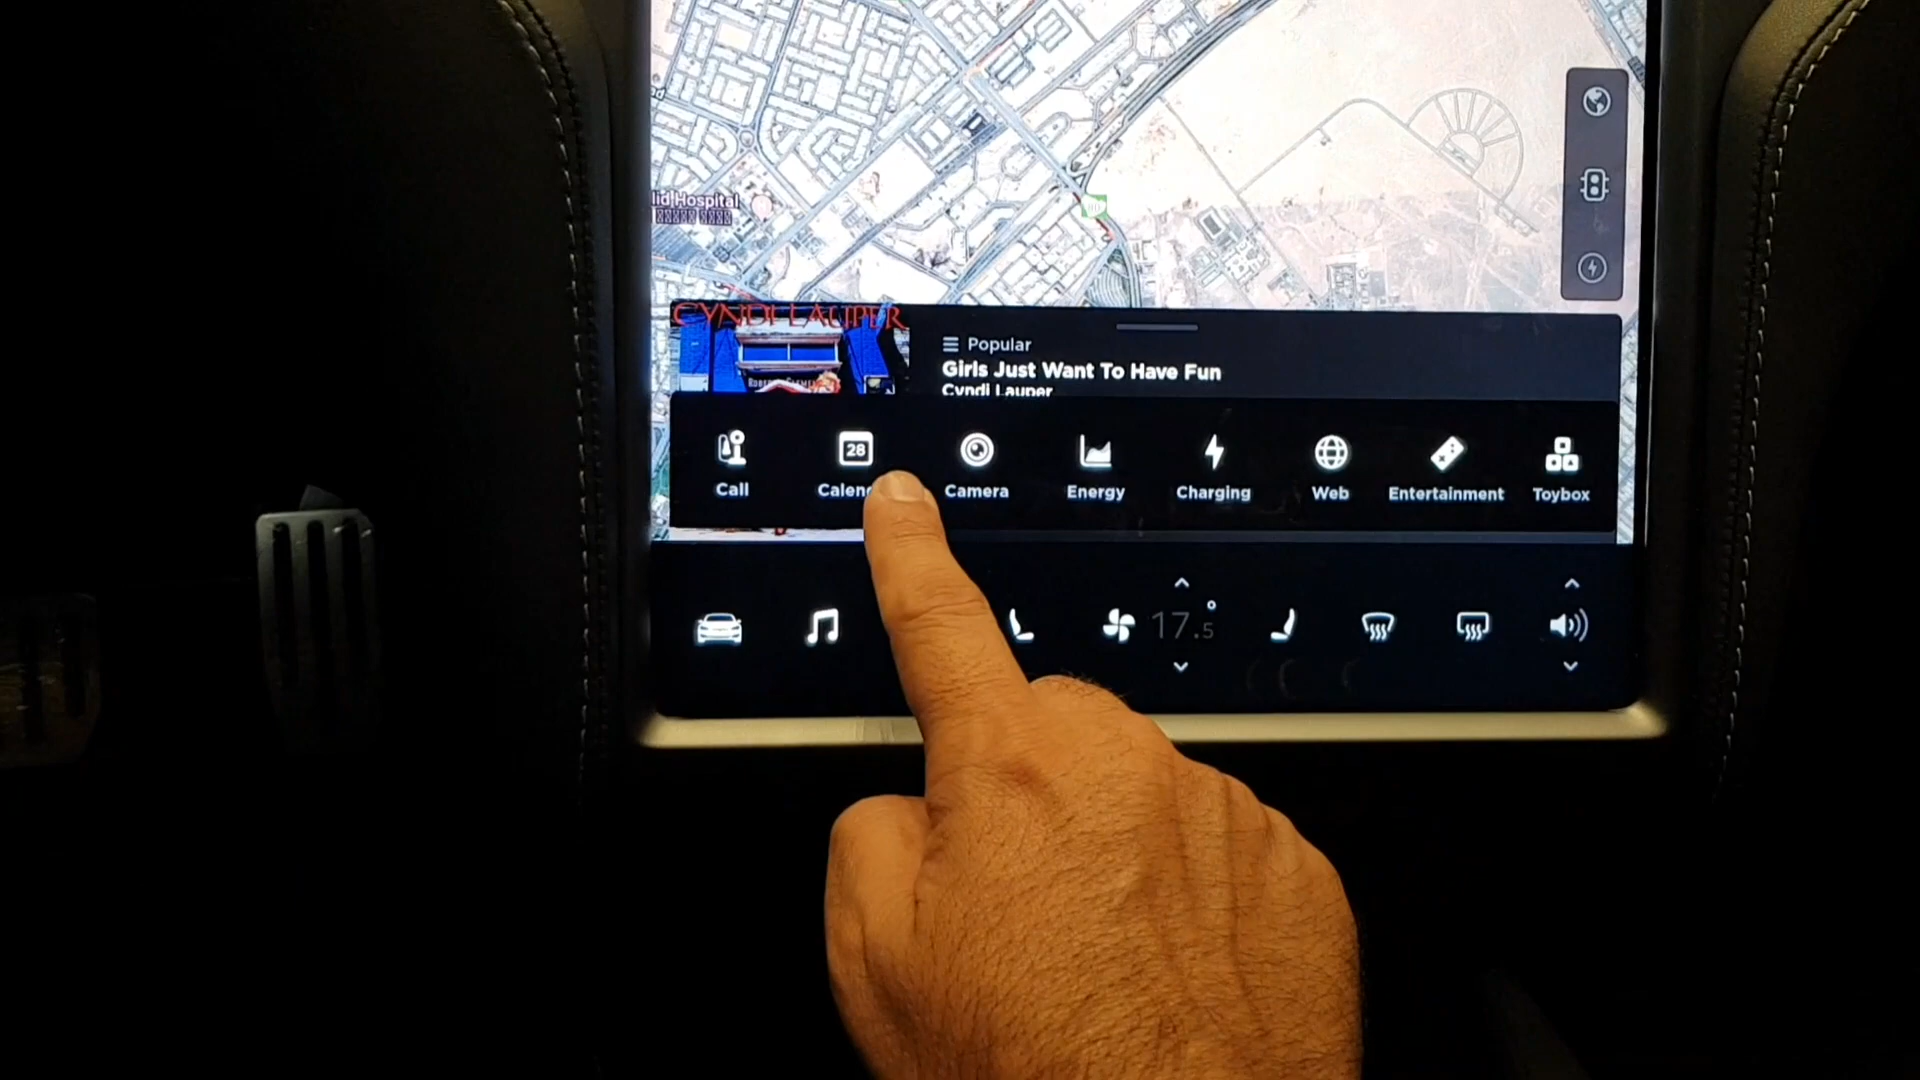 Hospital
CYNDI LAUPER
Popular
Girls Just Want To Have Fun
Cyndi Lauper
28
Call
Camera
Energy
Charging
Web
Entertainment
Toybox
17.5°